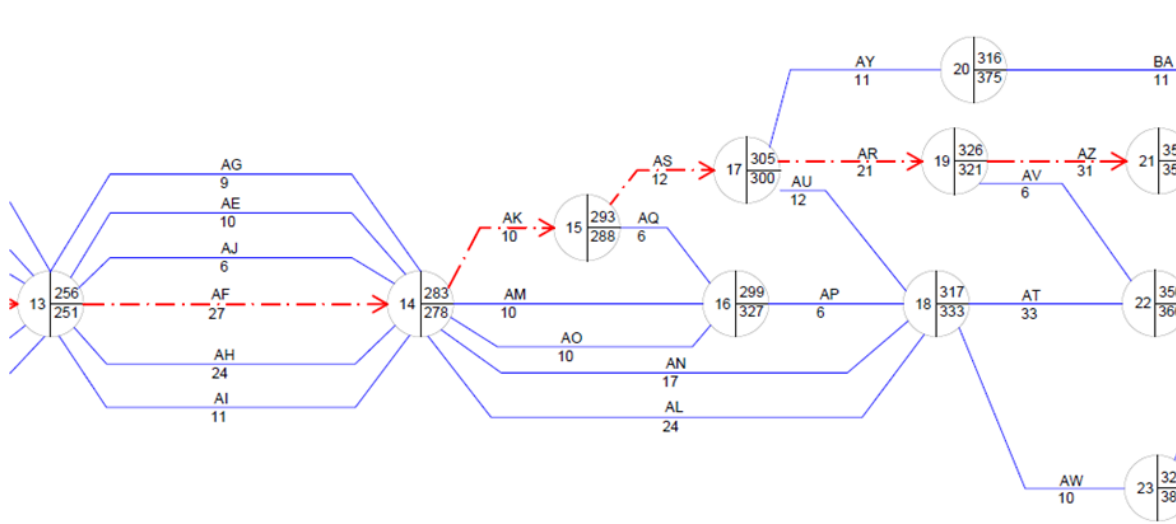 AY
11
20 316
375
BA
11
AG
9
AS
12
17 305
300
AR
21
19 326
321
AZ
31
21
AV
6
AU
12
AE
10
AK
10
15 293
288
AQ
6
AJ
6
13 256
251
AF
27
14 283
278
AM
10
16 299
327
AP
6
18 317
333
AT
33
22
AO
10
AH
24
AN
17
AI
11
AL
24
AW
10
23